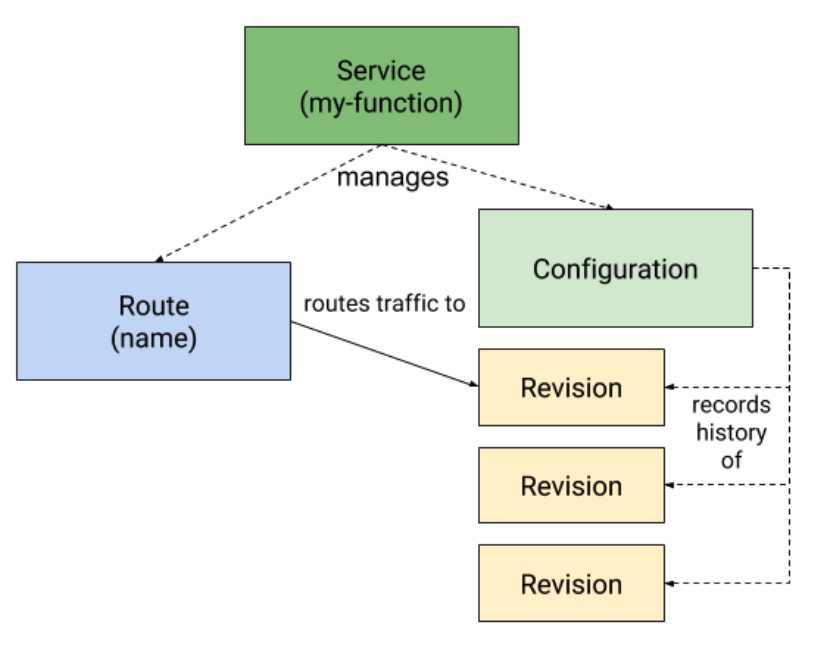 Service
(my-function)
manages
Configuration
Route
(name)
routes traffic to
Revision
records
history
of
Revision
Revision